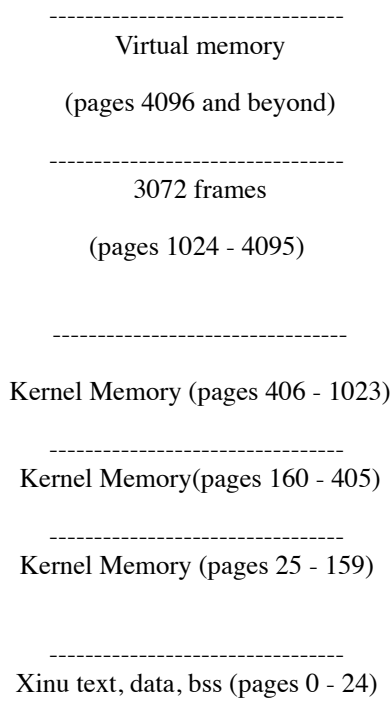 ---------------------------------
Virtual memory
(pages 4096 and beyond)
---------------------------------
3072 frames
(pages 1024 - 4095)
---------------------------------
Kernel Memory (pages 406 - 1023)
---------------------------------
Kernel Memory(pages 160 - 405)
---------------------------------
Kernel Memory (pages 25 - 159)
---------------------------------
Xinu text, data, bss (pages 0 - 24)